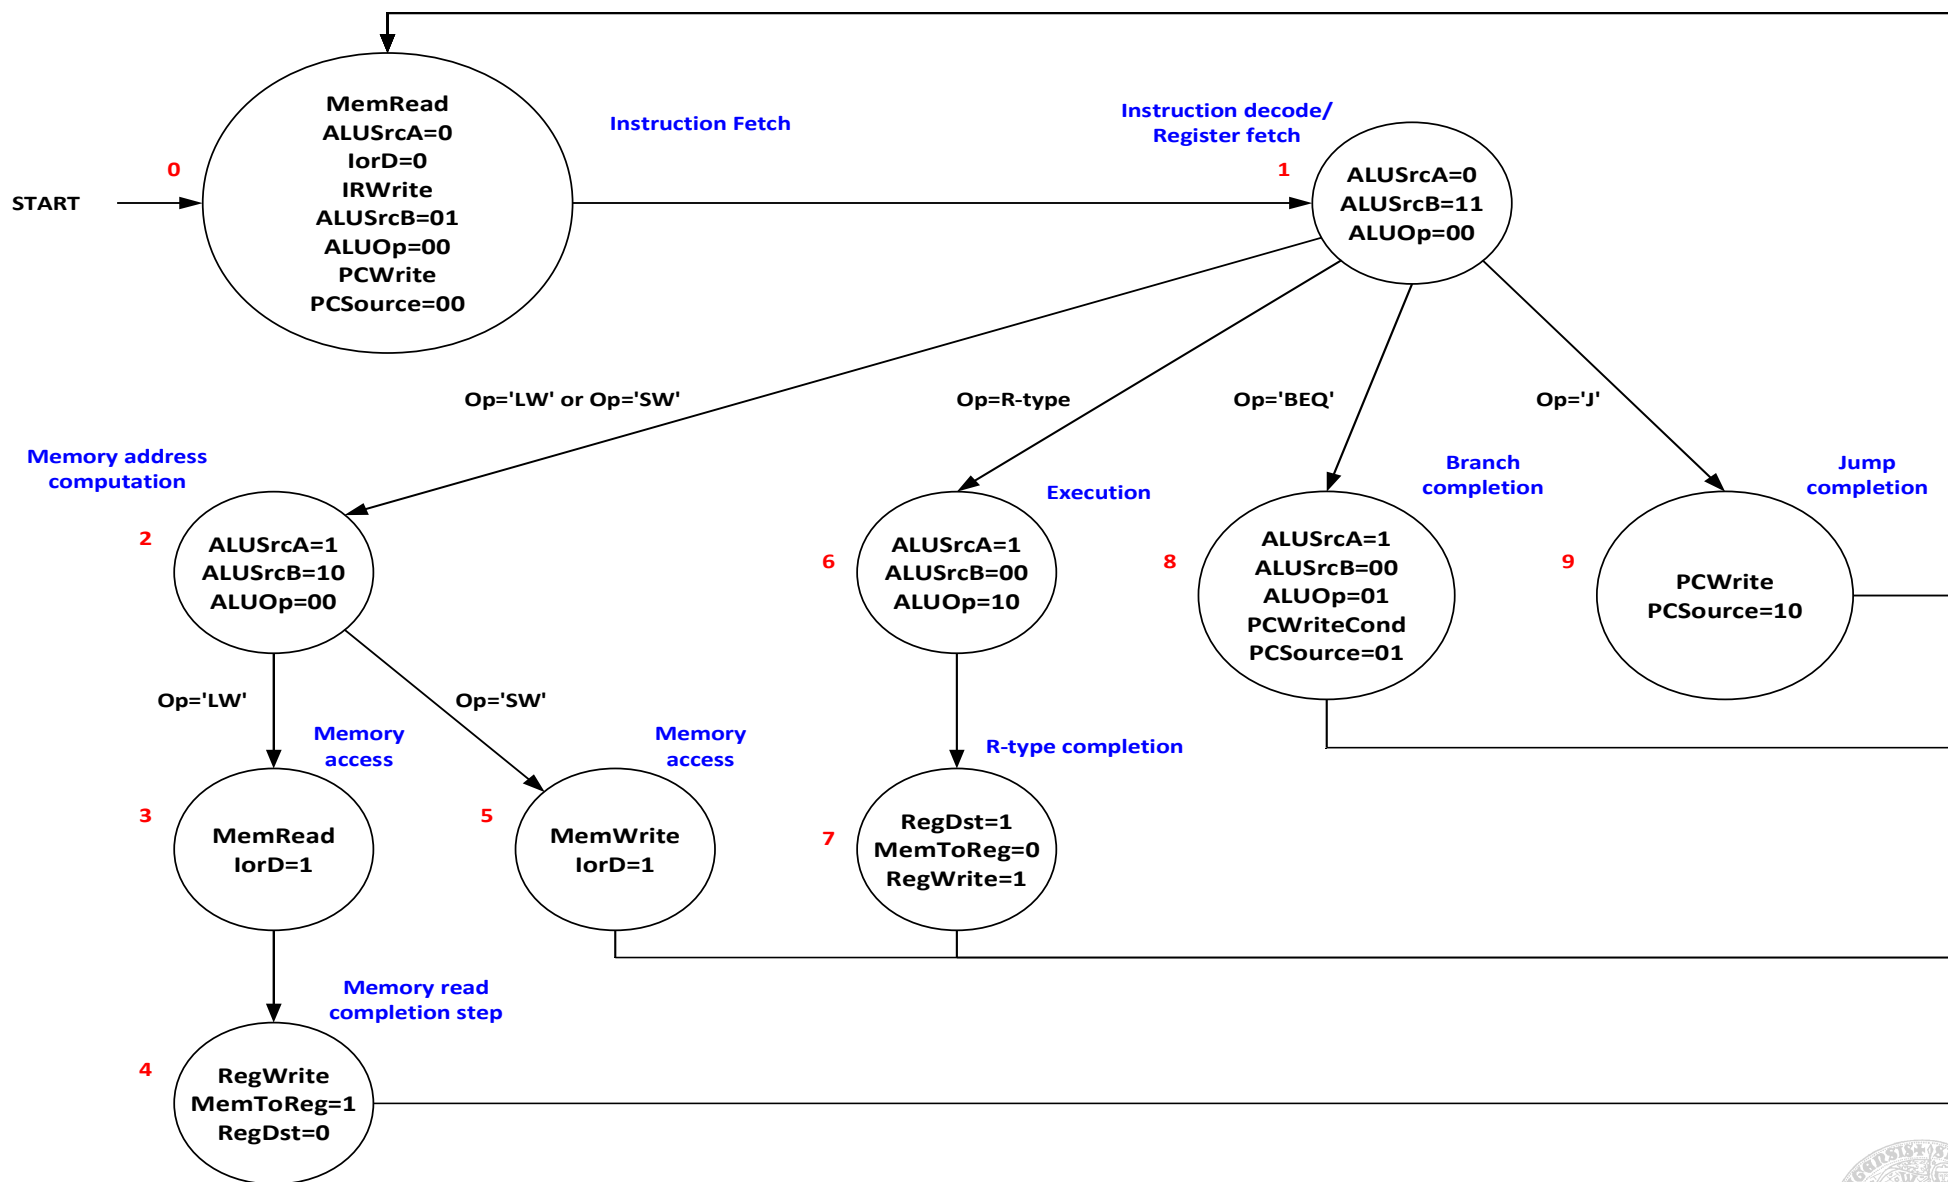 MemRead
ALUSrcA=0
IorD=0
IRWrite
ALUSrcB=01
ALUOp=00
PCWrite
PCSource=00
Instruction Fetch
Instruction decode/
Register fetch
0
1
START
ALUSrcA=0
ALUSrcB=11
ALUOp=00
Op='LW' or Op='SW'
Op=R-type
Op='BEQ'
Op='J'
Memory address
computation
Execution
Branch
completion
Jump
completion
2
ALUSrcA=1
ALUSrcB=10
ALUOp=00
6
ALUSrcA=1
ALUSrcB=00
ALUOp=10
8
ALUSrcA=1
ALUSrcB=00
ALUOp=01
PCWriteCond
PCSource=01
9
PCWrite
PCSource=10
Op='LW'
Op='SW'
Memory
access
Memory
access
R-type completion
3
MemRead
IorD=1
5
MemWrite
IorD=1
7
RegDst=1
MemToReg=0
RegWrite=1
Memory read
completion step
4
RegWrite
MemToReg=1
RegDst=0